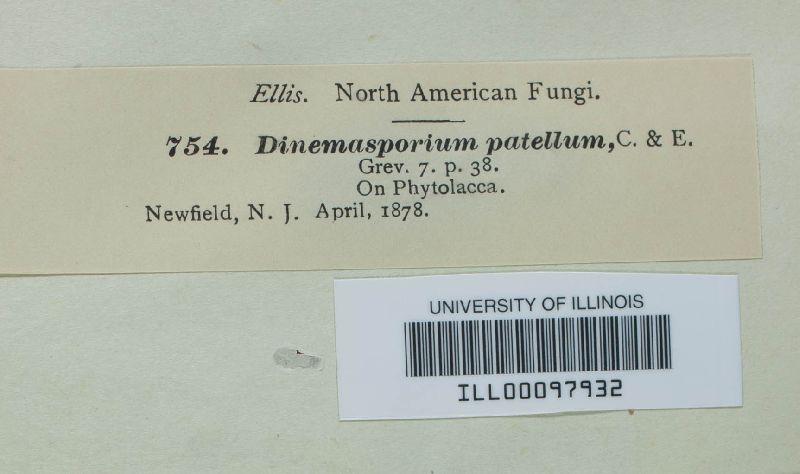 Ellis. North American Fungi.
754. Dinemasporium patellum, C. & E.
Grev. 7. p. 38.
On Phytolacca.
Newfield, N. J. April, 1878.
UNIVERSITY OF ILLINOIS
ILL00097932